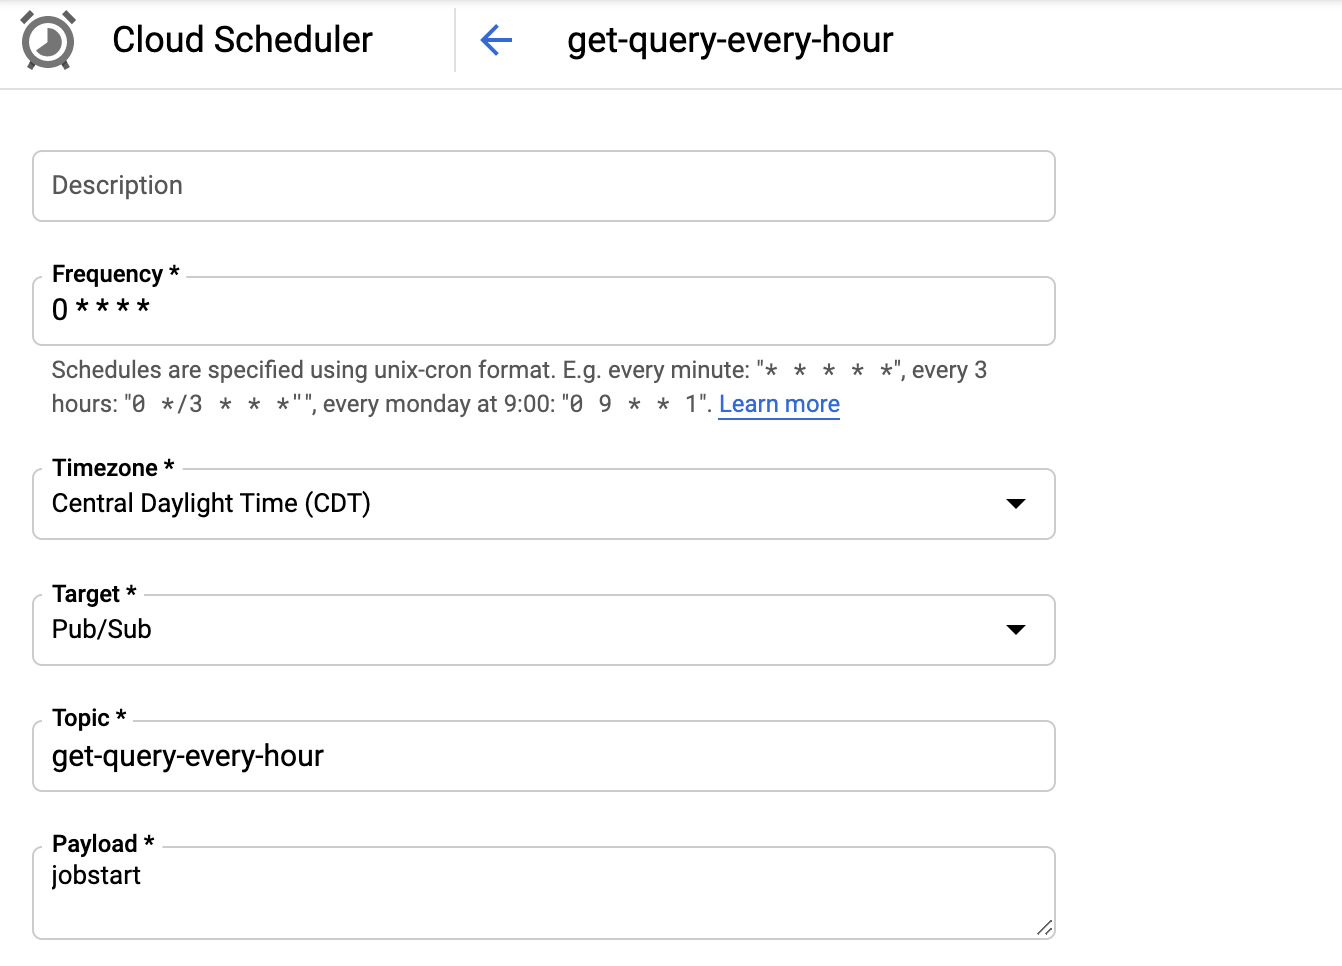 Cloud Scheduler
get-query-every-hour
Description
Frequency *
0 * * * *
Schedules are specified using unix-cron format. E.g. every minute: "* * * * *", every 3
hours: "0 */3 * * *"", every monday at 9:00: "0 9 * * 1". Learn more
Timezone *
Central Daylight Time (CDT)
Target *
Pub/Sub
Topic *
get-query-every-hour
Payload *
jobstart